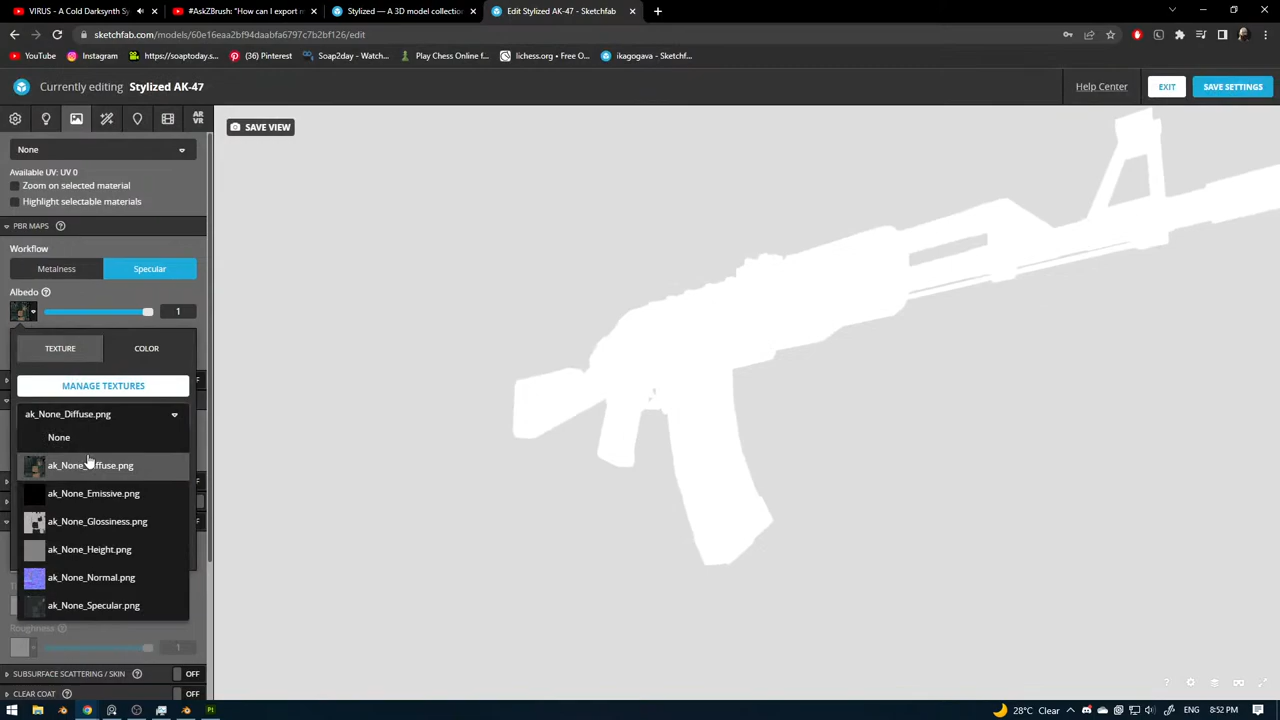 VIRUS - A Cold Darksynth Sy
#AskZBrush: "How can I export m
Stylized — A 3D model collectio
Edit Stylized AK-47 - Sketchfab
sketchfab.com/models/60e16eaa2bf94daabfa6797c7b2bf126/edit
YouTube
Instagram
https://soaptoday...
(36) Pinterest
Soap2day - Watch...
Play Chess Online f...
lichess.org • Free O...
ikagogava - Sketchf...
Currently editing Stylized AK-47
Help Center
EXIT
SAVE SETTINGS
AR
VR
SAVE VIEW
None
Available UV: UV 0
Zoom on selected material
Highlight selectable materials
PBR MAPS
Workflow
Metalness
Specular
Albedo
1
TEXTURE
COLOR
MANAGE TEXTURES
ak_None_Diffuse.png
None
ak_None_Diffuse.png
ak_None_Emissive.png
ak_None_Glossiness.png
ak_None_Height.png
ak_None_Normal.png
ak_None_Specular.png
Roughness
1
SUBSURFACE SCATTERING / SKIN
OFF
CLEAR COAT
OFF
28°C Clear
ENG
8:52 PM